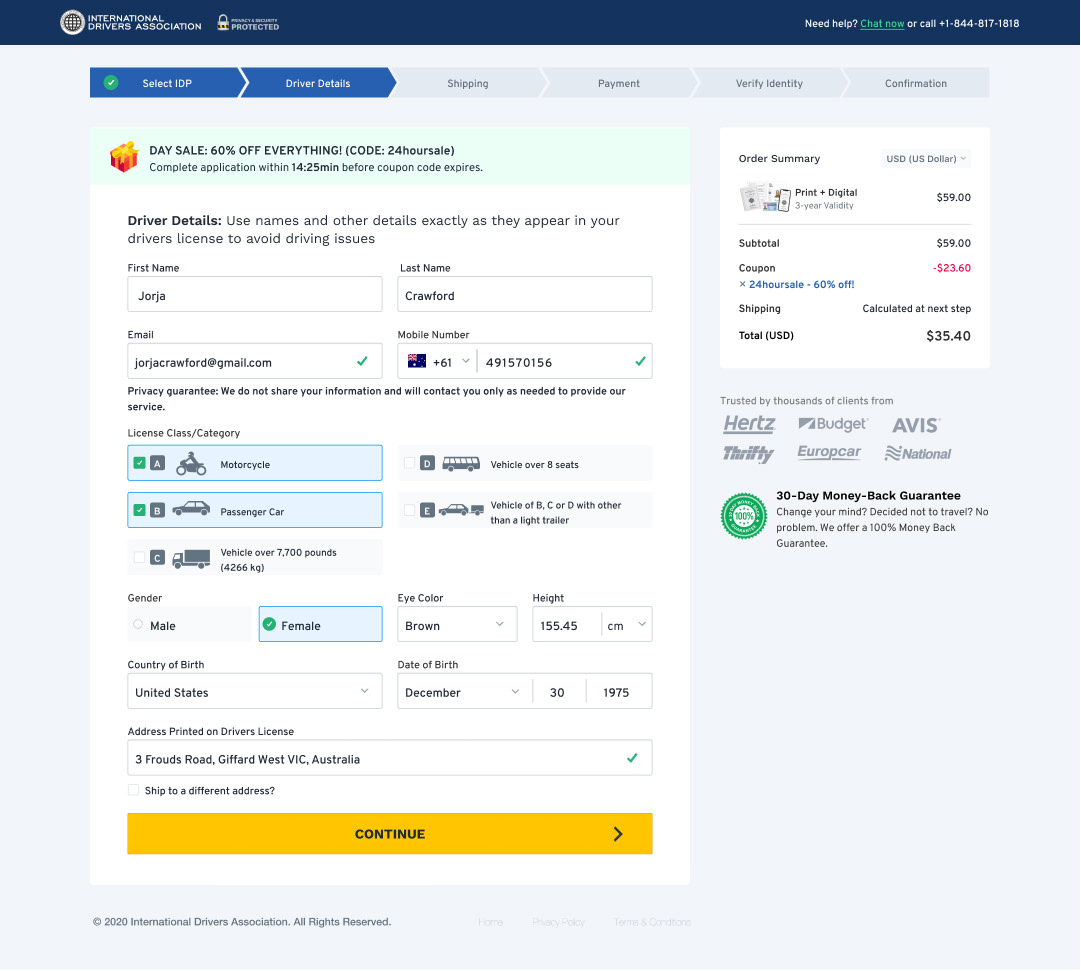 INTERNATIONAL
DRIVERS ASSOCIATION
PRIVACY & SECURITY
PROTECTED
Need help? Chat now or call +1-844-817-1818
Select IDP
Driver Details
Shipping
Payment
Verify Identity
Confirmation
DAY SALE: 60% OFF EVERYTHING! (CODE: 24hoursale)
Complete application within 14:25min before coupon code expires.
Driver Details: Use names and other details exactly as they appear in your
drivers license to avoid driving issues
First Name
Last Name
Jorja
Crawford
Email
Mobile Number
jorjacrawford@gmail.com
+61 491570156
Privacy guarantee: We do not share your information and will contact you only as needed to provide our
service.
License Class/Category
A Motorcycle
D Vehicle over 8 seats
B Passenger Car
E Vehicle of B, C or D with other
than a light trailer
C Vehicle over 7,700 pounds
(4266 kg)
Gender
Eye Color
Height
Male
Female
Brown
155.45 cm
Country of Birth
Date of Birth
United States
December 30 1975
Address Printed on Drivers License
3 Frouds Road, Giffard West VIC, Australia
Ship to a different address?
CONTINUE
Order Summary
USD (US Dollar)
Print + Digital
3-year Validity
$59.00
Subtotal $59.00
Coupon -$23.60
× 24hoursale - 60% off!
Shipping Calculated at next step
Total (USD) $35.40
Trusted by thousands of clients from
Hertz Budget AVIS
Thrifty Europcar National
100%
30-Day Money-Back Guarantee
Change your mind? Decided not to travel? No
problem. We offer a 100% Money Back
Guarantee.
© 2020 International Drivers Association. All Rights Reserved.
Home
Privacy Policy
Terms & Conditions